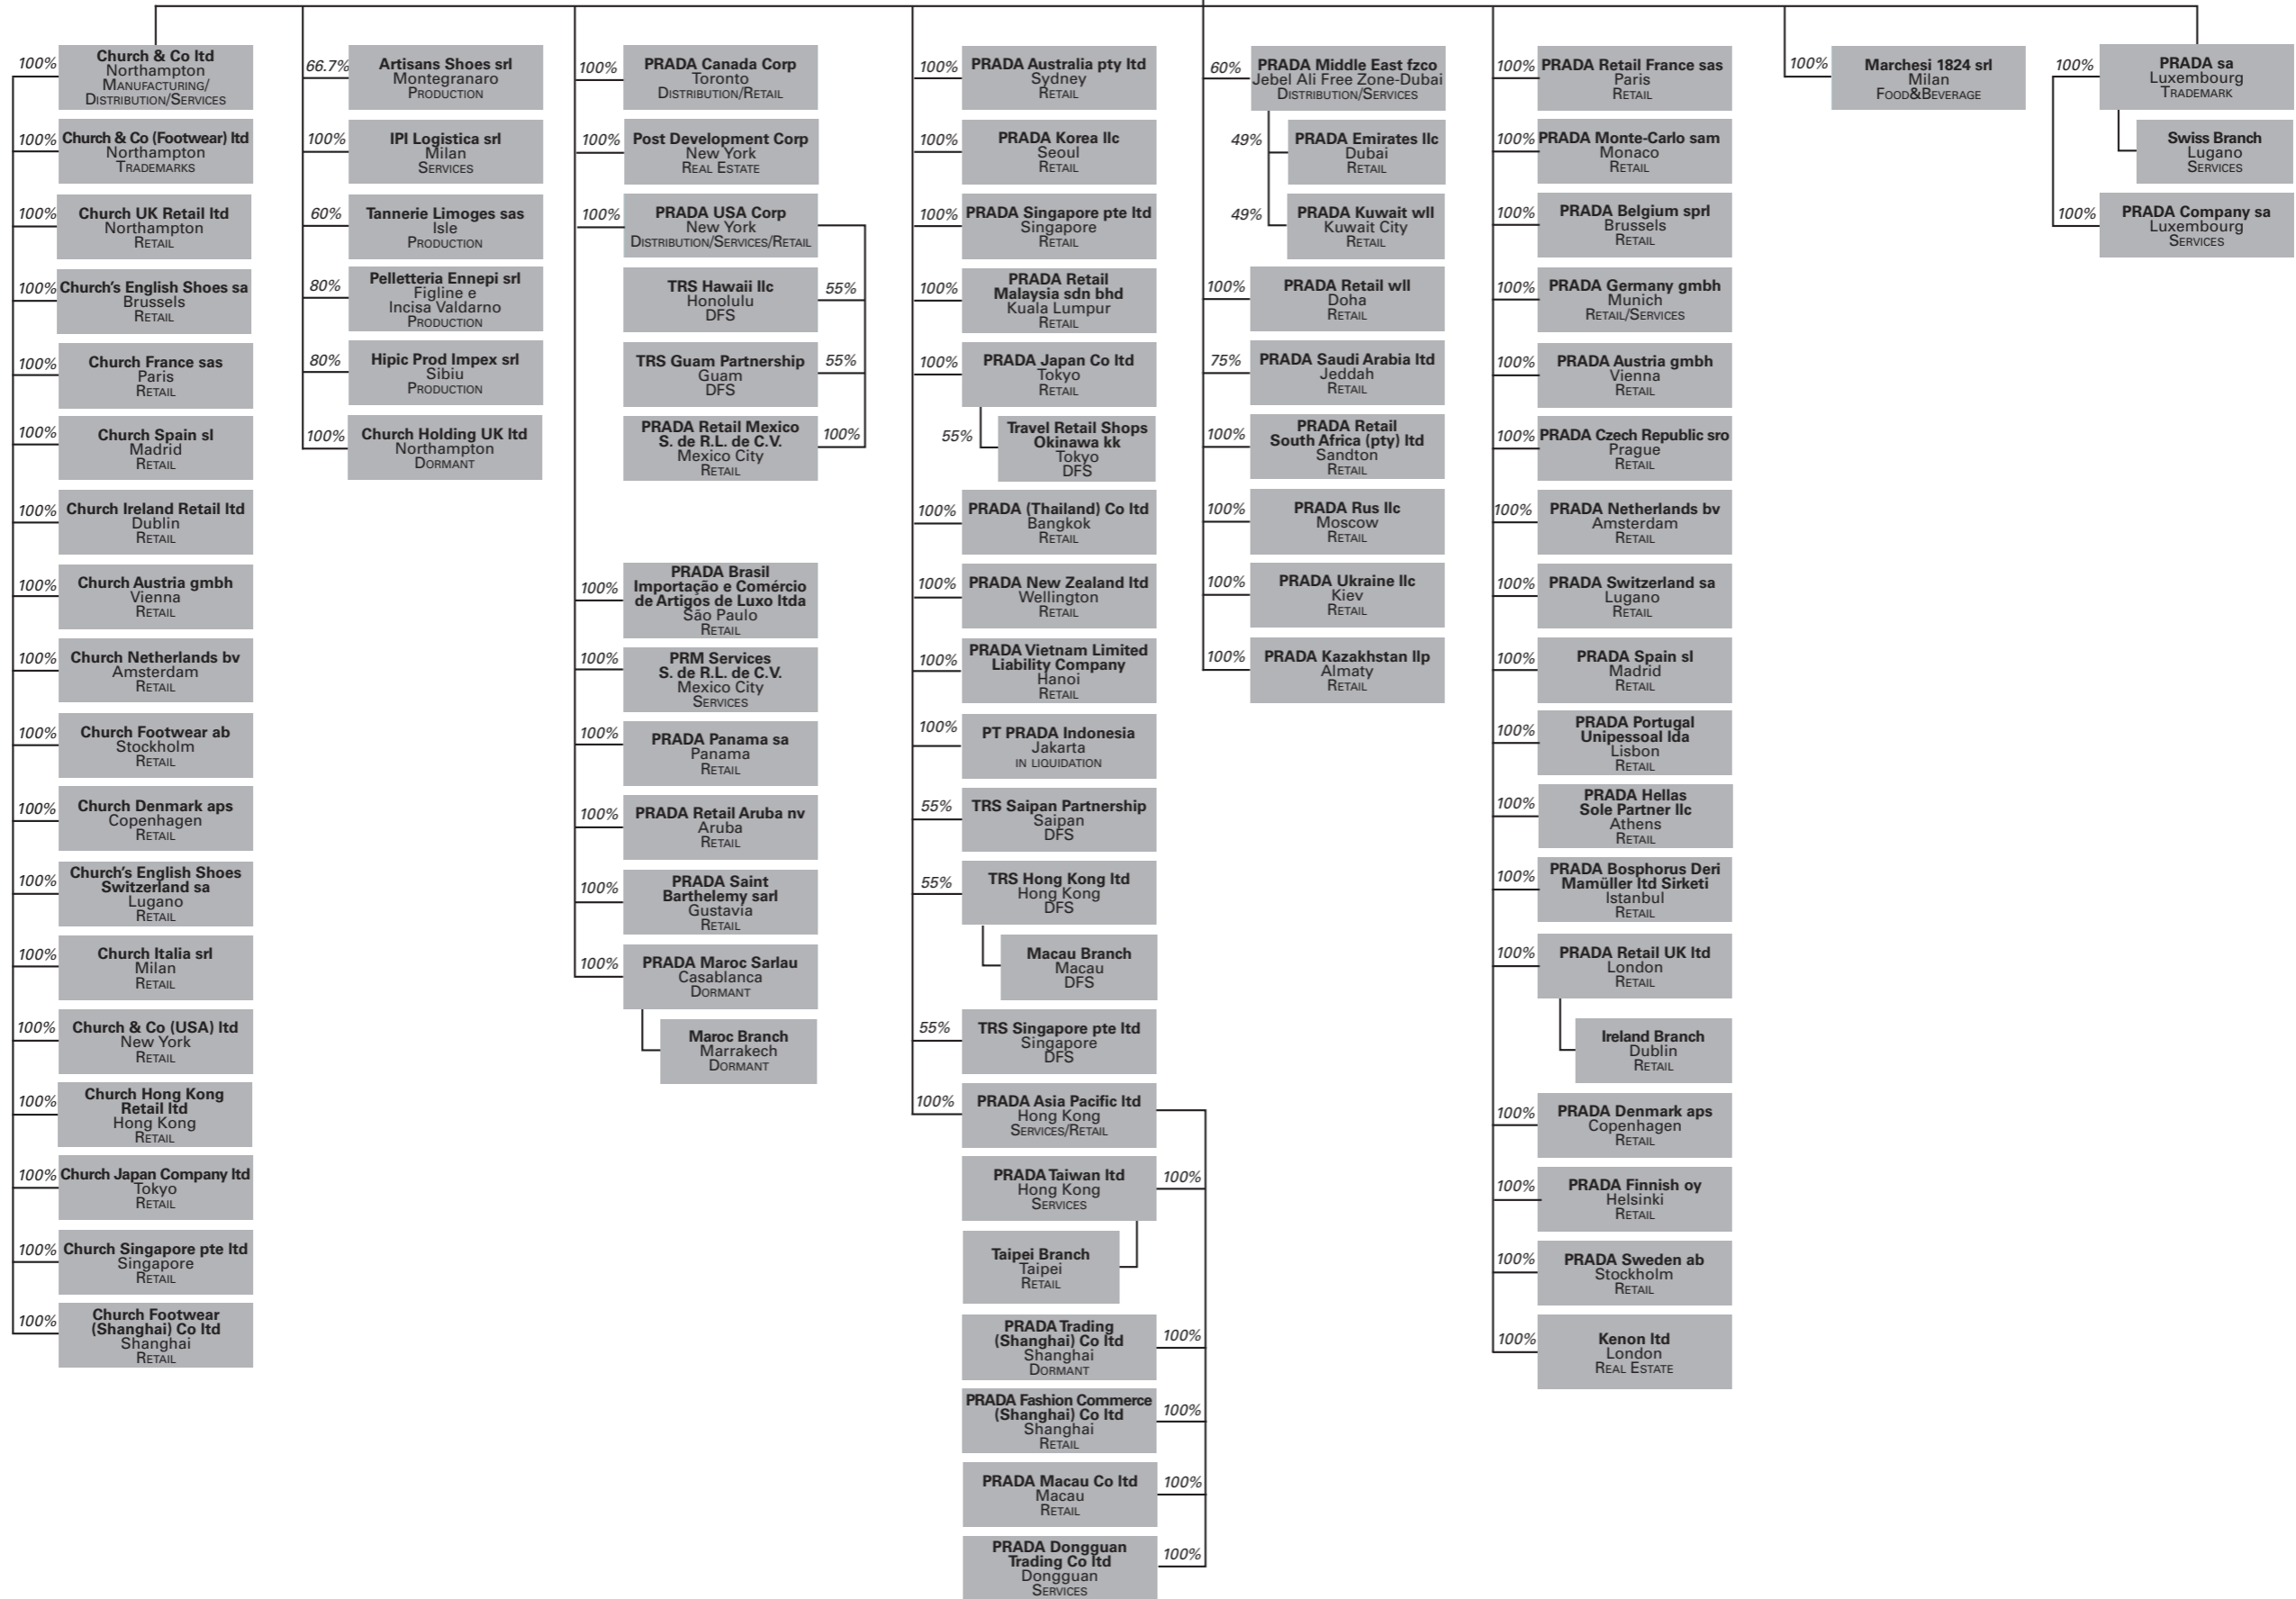 100%
Church & Co ltd
Northampton
Manufacturing/
Distribution/Services
100%
Church & Co (Footwear) ltd
Northampton
Trademarks
100%
Church UK Retail ltd
Northampton
Retail
100%
Church's English Shoes sa
Brussels
Retail
100%
Church France sas
Paris
Retail
100%
Church Spain sl
Madrid
Retail
100%
Church Ireland Retail ltd
Dublin
Retail
100%
Church Austria gmbh
Vienna
Retail
100%
Church Netherlands bv
Amsterdam
Retail
100%
Church Footwear ab
Stockholm
Retail
100%
Church Denmark aps
Copenhagen
Retail
100%
Church's English Shoes
Switzerland sa
Lugano
Retail
100%
Church Italia srl
Milan
Retail
100%
Church & Co (USA) ltd
New York
Retail
100%
Church Hong Kong
Retail ltd
Hong Kong
Retail
100%
Church Japan Company ltd
Tokyo
Retail
100%
Church Singapore pte ltd
Singapore
Retail
100%
Church Footwear
(Shanghai) Co ltd
Shanghai
Retail
66.7%
Artisans Shoes srl
Montegranaro
Production
100%
IPI Logistica srl
Milan
Services
60%
Tannerie Limoges sas
Isle
Production
80%
Pelletteria Ennepi srl
Figline e
Incisa Valdarno
Production
80%
Hipic Prod Impex srl
Sibiu
Production
100%
Church Holding UK ltd
Northampton
Dormant
100%
PRADA Canada Corp
Toronto
Distribution/Retail
100%
Post Development Corp
New York
Real Estate
100%
PRADA USA Corp
New York
Distribution/Services/Retail
TRS Hawaii llc
Honolulu
DFS
55%
TRS Guam Partnership
Guam
DFS
55%
PRADA Retail Mexico
S. de R.L. de C.V.
Mexico City
Retail
100%
100%
PRADA Brasil
Importação e Comércio
de Artigos de Luxo ltda
São Paulo
Retail
100%
PRM Services
S. de R.L. de C.V.
Mexico City
Services
100%
PRADA Panama sa
Panama
Retail
100%
PRADA Retail Aruba nv
Aruba
Retail
100%
PRADA Saint
Barthelemy sarl
Gustavia
Retail
100%
PRADA Maroc Sarlau
Casablanca
Dormant
Maroc Branch
Marrakech
Dormant
100%
PRADA Australia pty ltd
Sydney
Retail
100%
PRADA Korea llc
Seoul
Retail
100%
PRADA Singapore pte ltd
Singapore
Retail
100%
PRADA Retail
Malaysia sdn bhd
Kuala Lumpur
Retail
100%
PRADA Japan Co ltd
Tokyo
Retail
55%
Travel Retail Shops
Okinawa kk
Tokyo
DFS
100%
PRADA (Thailand) Co ltd
Bangkok
Retail
100%
PRADA New Zealand ltd
Wellington
Retail
100%
PRADA Vietnam Limited
Liability Company
Hanoi
Retail
100%
PT PRADA Indonesia
Jakarta
in liquidation
55%
TRS Saipan Partnership
Saipan
DFS
55%
TRS Hong Kong ltd
Hong Kong
DFS
Macau Branch
Macau
DFS
55%
TRS Singapore pte ltd
Singapore
DFS
100%
PRADA Asia Pacific ltd
Hong Kong
Services/Retail
PRADA Taiwan ltd
Hong Kong
Services
100%
Taipei Branch
Taipei
Retail
PRADA Trading
(Shanghai) Co ltd
Shanghai
Dormant
100%
PRADA Fashion Commerce
(Shanghai) Co ltd
Shanghai
Retail
100%
PRADA Macau Co ltd
Macau
Retail
100%
PRADA Dongguan
Trading Co ltd
Dongguan
Services
100%
60%
PRADA Middle East fzco
Jebel Ali Free Zone-Dubai
Distribution/Services
49%
PRADA Emirates llc
Dubai
Retail
49%
PRADA Kuwait wll
Kuwait City
Retail
100%
PRADA Retail wll
Doha
Retail
75%
PRADA Saudi Arabia ltd
Jeddah
Retail
100%
PRADA Retail
South Africa (pty) ltd
Sandton
Retail
100%
PRADA Rus llc
Moscow
Retail
100%
PRADA Ukraine llc
Kiev
Retail
100%
PRADA Kazakhstan llp
Almaty
Retail
100%
PRADA Retail France sas
Paris
Retail
100%
PRADA Monte-Carlo sam
Monaco
Retail
100%
PRADA Belgium sprl
Brussels
Retail
100%
PRADA Germany gmbh
Munich
Retail/Services
100%
PRADA Austria gmbh
Vienna
Retail
100%
PRADA Czech Republic sro
Prague
Retail
100%
PRADA Netherlands bv
Amsterdam
Retail
100%
PRADA Switzerland sa
Lugano
Retail
100%
PRADA Spain sl
Madrid
Retail
100%
PRADA Portugal
Unipessoal lda
Lisbon
Retail
100%
PRADA Hellas
Sole Partner llc
Athens
Retail
100%
PRADA Bosphorus Deri
Mamüller ltd Sirketi
Istanbul
Retail
100%
PRADA Retail UK ltd
London
Retail
Ireland Branch
Dublin
Retail
100%
PRADA Denmark aps
Copenhagen
Retail
100%
PRADA Finnish oy
Helsinki
Retail
100%
PRADA Sweden ab
Stockholm
Retail
100%
Kenon ltd
London
Real Estate
100%
Marchesi 1824 srl
Milan
Food&Beverage
100%
PRADA sa
Luxembourg
Trademark
Swiss Branch
Lugano
Services
100%
PRADA Company sa
Luxembourg
Services